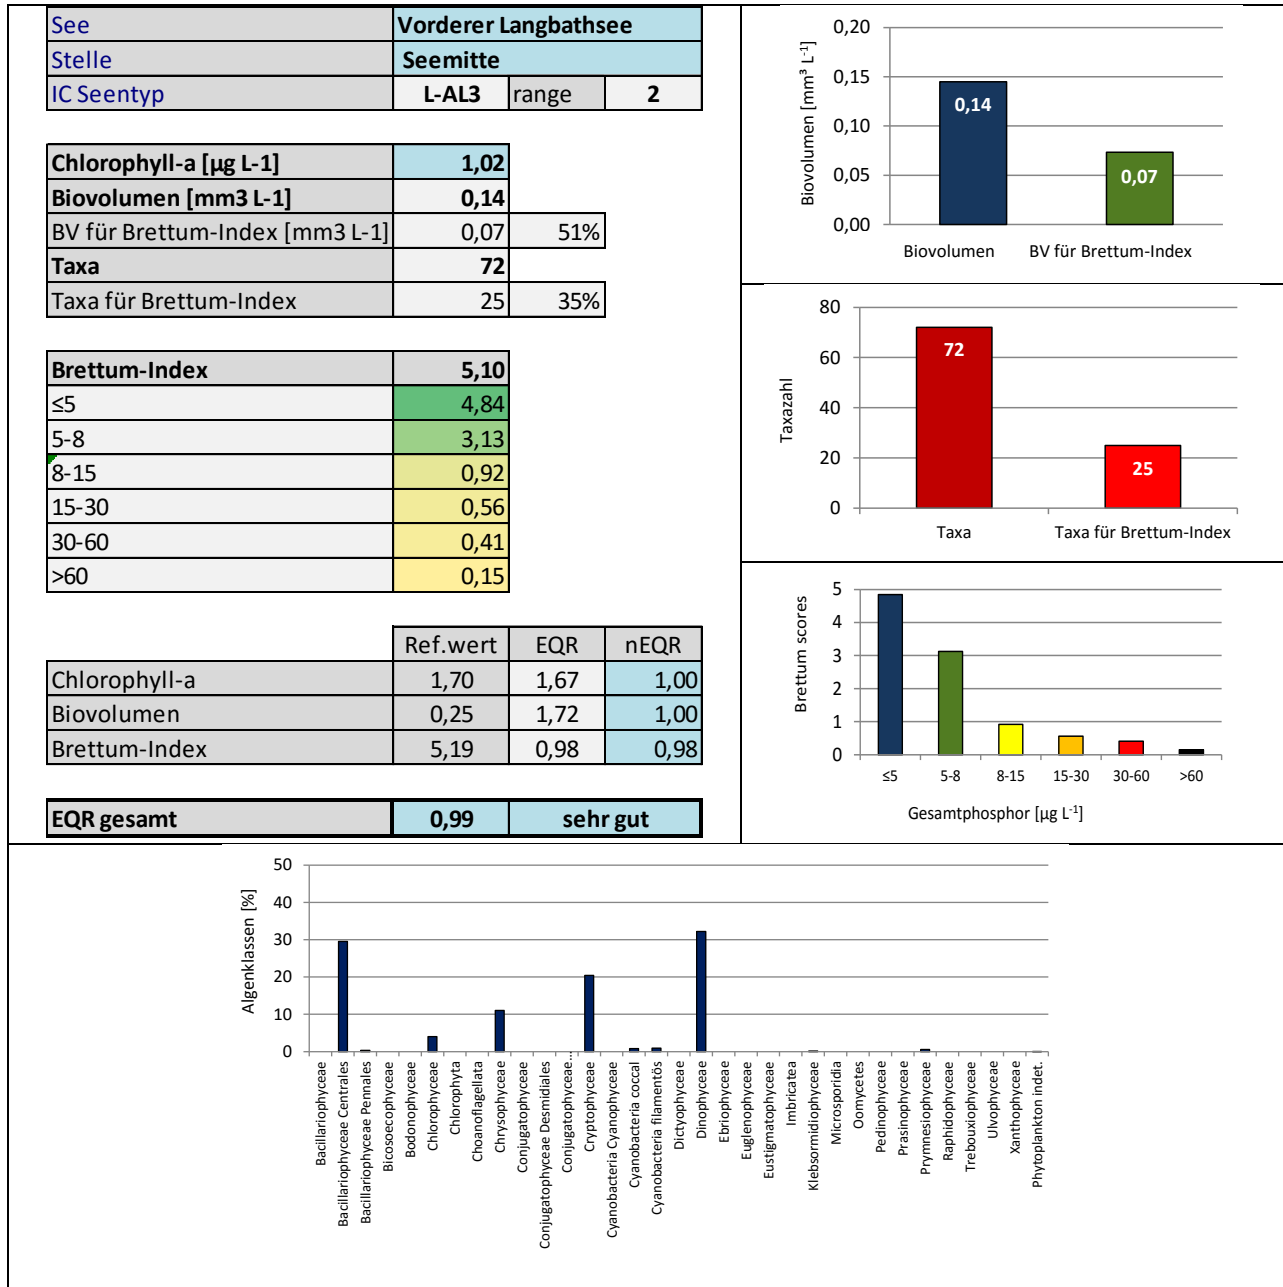 See Vorderer Langbathsee
Stelle Seemitte
IC Seentyp L-AL3 range 2
Chlorophyll-a [µg L-1] 1,02
Biovolumen [mm3 L-1] 0,14
BV für Brettum-Index [mm3 L-1] 0,07 51%
Taxa 72
Taxa für Brettum-Index 25 35%
Brettum-Index 5,10
≤5 4,84
5-8 3,13
8-15 0,92
15-30 0,56
30-60 0,41
>60 0,15
Ref.wert EQR nEQR
Chlorophyll-a 1,70 1,67 1,00
Biovolumen 0,25 1,72 1,00
Brettum-Index 5,19 0,98 0,98
EQR gesamt 0,99 sehr gut
Biovolumen [mm³ L⁻¹]
0,20
0,15
0,10
0,05
0,00
0,14
0,07
Biovolumen BV für Brettum-Index
Taxazahl
80
60
40
20
0
72
25
Taxa Taxa für Brettum-Index
Brettum scores
5
4
3
2
1
0
≤5 5-8 8-15 15-30 30-60 >60
Gesamtphosphor [µg L⁻¹]
Algenklassen [%]
50
40
30
20
10
0
Bacillariophyceae
Bacillariophyceae Centrales
Bacillariophyceae Pennales
Bicosoecophyceae
Bodonophyceae
Chlorophyceae
Chlorophyta
Choanoflagellata
Chrysophyceae
Conjugatophyceae
Conjugatophyceae Desmidiales
Conjugatophyceae…
Cryptophyceae
Cyanobacteria Cyanophyceae
Cyanobacteria coccal
Cyanobacteria filamentös
Dictyophyceae
Dinophyceae
Ebriophyceae
Euglenophyceae
Eustigmatophyceae
Imbricatea
Klebsormidiophyceae
Microsporidia
Oomycetes
Pedinophyceae
Prasinophyceae
Prymnesiophyceae
Raphidophyceae
Trebouxiophyceae
Ulvophyceae
Xanthophyceae
Phytoplankton indet.